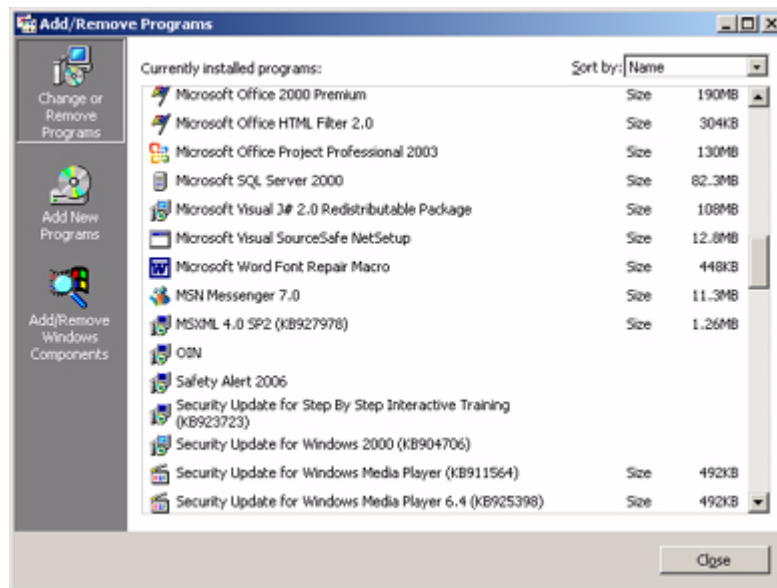 Add/Remove Programs
Change or
Remove
Programs
Add New
Programs
Add/Remove
Windows
Components
Currently installed programs:
Sort by: Name
Microsoft Office 2000 Premium Size 190MB
Microsoft Office HTML Filter 2.0 Size 304KB
Microsoft Office Project Professional 2003 Size 130MB
Microsoft SQL Server 2000 Size 82.3MB
Microsoft Visual J# 2.0 Redistributable Package Size 108MB
Microsoft Visual SourceSafe NetSetup Size 12.8MB
Microsoft Word Font Repair Macro Size 448KB
MSN Messenger 7.0 Size 11.3MB
MSXML 4.0 SP2 (KB927978) Size 1.26MB
OIN
Safety Alert 2006
Security Update for Step By Step Interactive Training
(KB923723)
Security Update for Windows 2000 (KB904706)
Security Update for Windows Media Player (KB911564) Size 492KB
Security Update for Windows Media Player 6.4 (KB925398) Size 492KB
Close